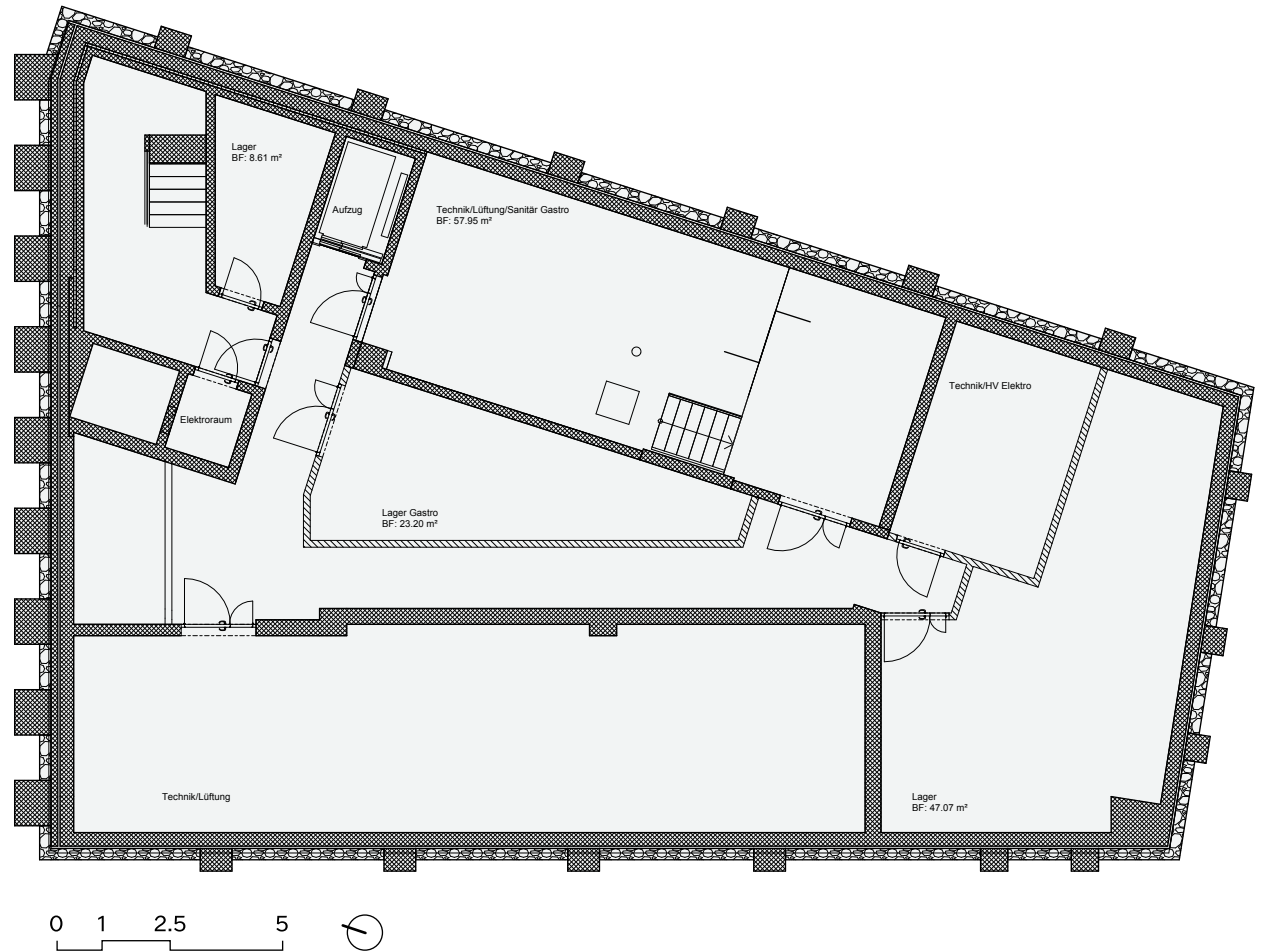 Lager
BF: 8.61 m²
Aufzug
Technik/Lüftung/Sanitär Gastro
BF: 57.95 m²
Technik/HV Elektro
Elektroraum
Lager Gastro
BF: 23.20 m²
Technik/Lüftung
Lager
BF: 47.07 m²
0 1 2.5 5